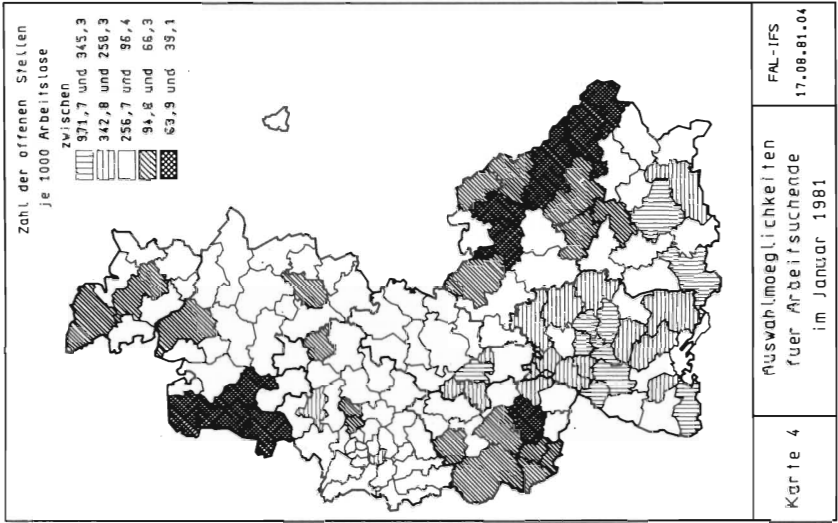 Zahl der offenen Stellen
je 1000 Arbeitslose
zwischen
971,7 und 345,3
342,8 und 258,3
256,7 und 96,4
94,8 und 66,3
63,9 und 39,1
Karte 4
Auswahlmoeglichkeiten
fuer Arbeitsuchende
im Januar 1981
FAL-IFS
17.08.81.04